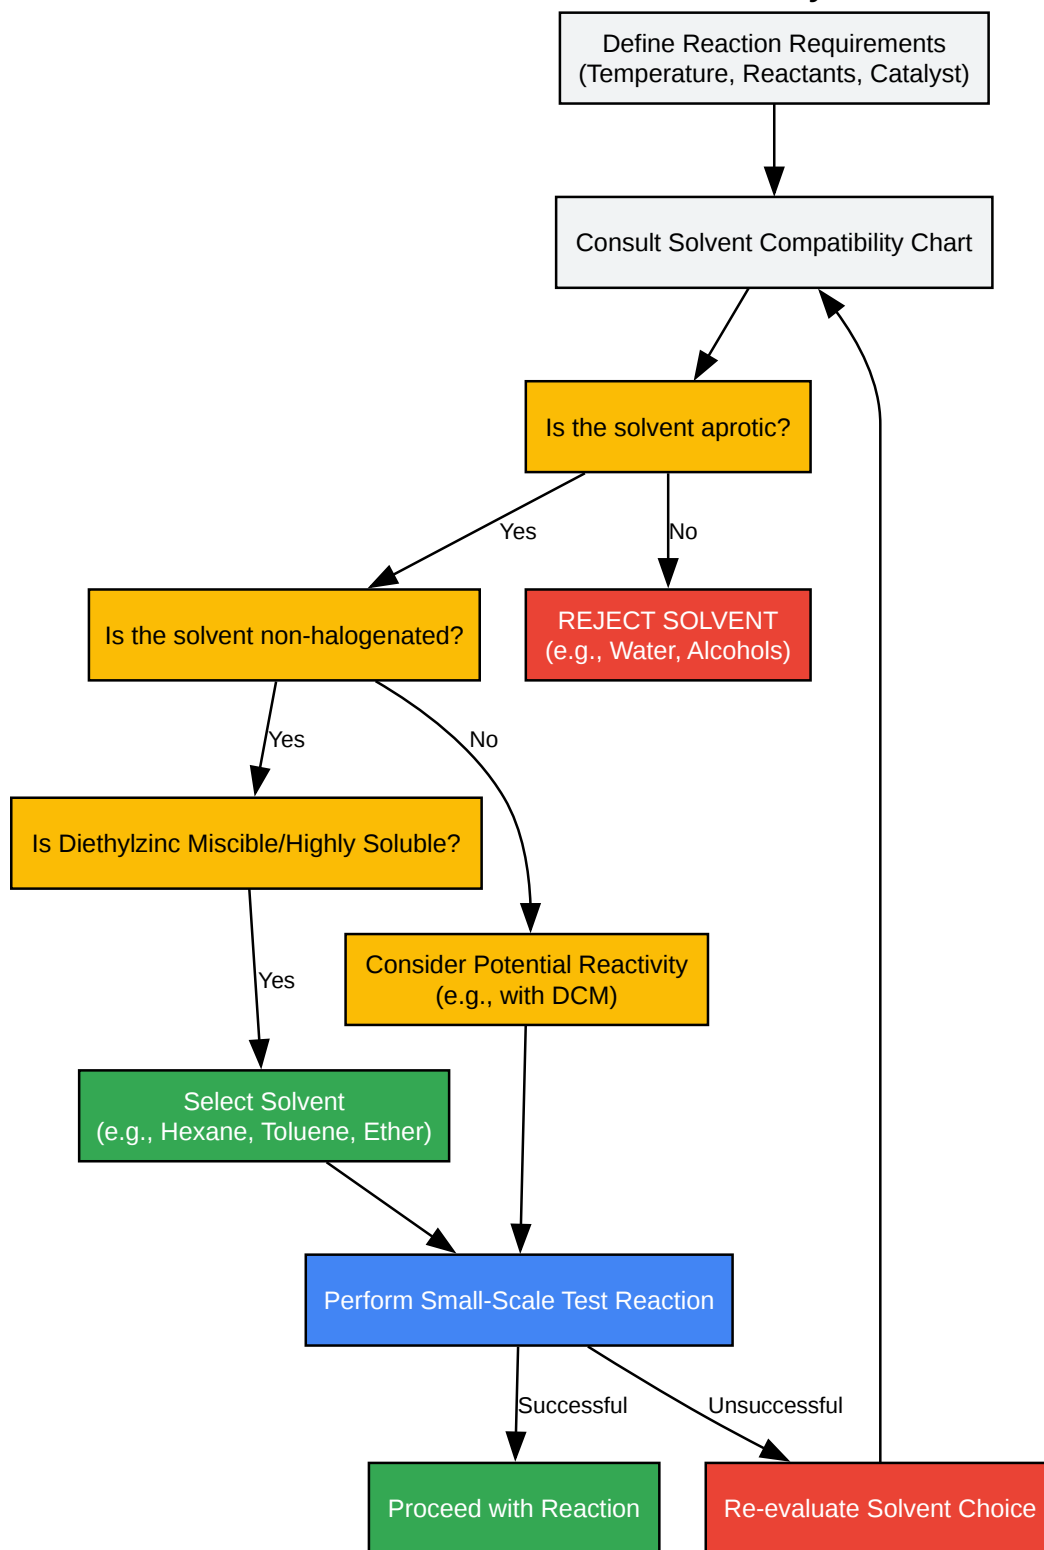 Define Reaction Requirements
(Temperature, Reactants, Catalyst)
Consult Solvent Compatibility Chart
Is the solvent aprotic?
Yes
No
Is the solvent non-halogenated?
REJECT SOLVENT
(e.g., Water, Alcohols)
Yes
No
Is Diethylzinc Miscible/Highly Soluble?
Consider Potential Reactivity
(e.g., with DCM)
Yes
Select Solvent
(e.g., Hexane, Toluene, Ether)
Perform Small-Scale Test Reaction
Successful
Unsuccessful
Proceed with Reaction
Re-evaluate Solvent Choice